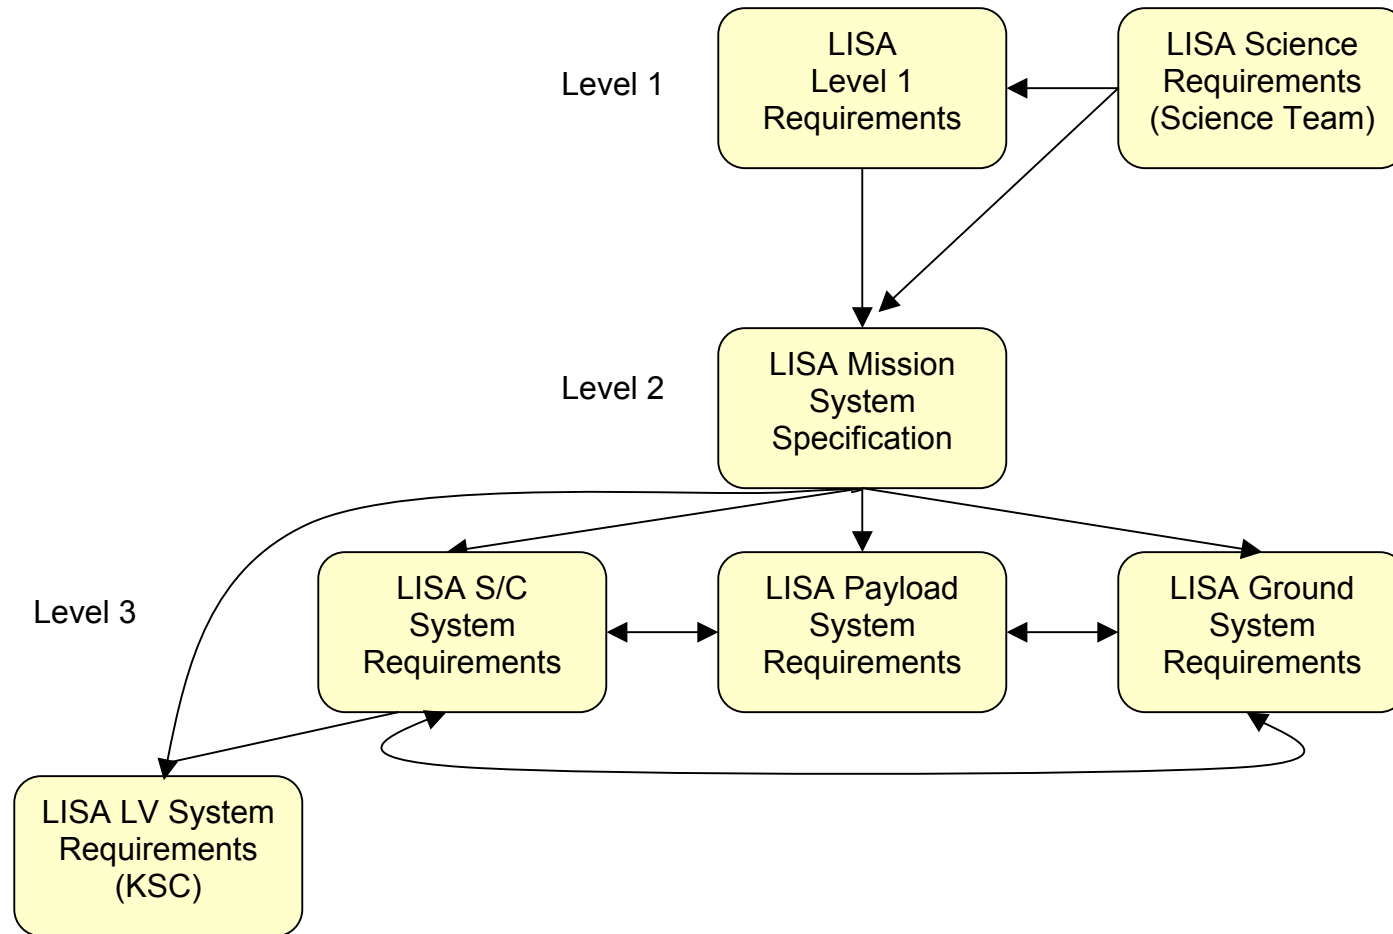 Level 1
LISA
Level 1
Requirements
LISA Science
Requirements
(Science Team)
Level 2
LISA Mission
System
Specification
Level 3
LISA S/C
System
Requirements
LISA Payload
System
Requirements
LISA Ground
System
Requirements
LISA LV System
Requirements
(KSC)